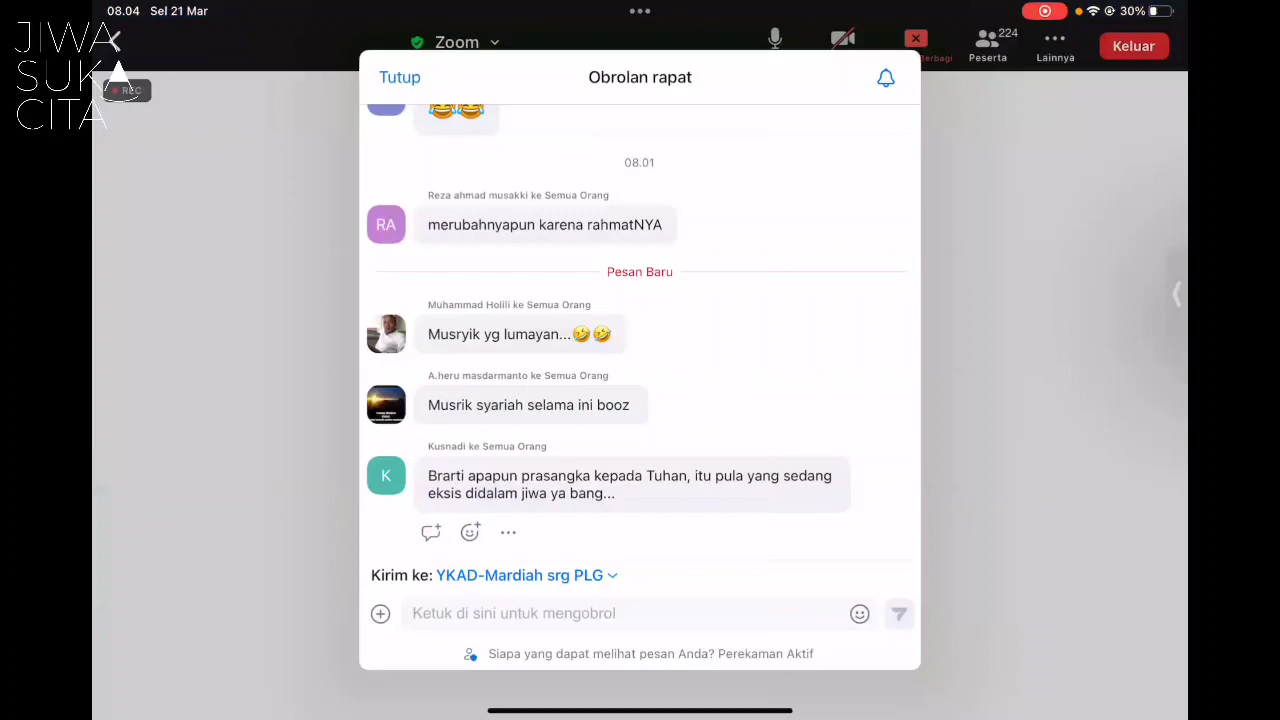 08.04 Sel 21 Mar
30%
JIWA
SUKA
CITA
REC
Zoom
224
erbagi
Peserta
Lainnya
Keluar
Tutup
Obrolan rapat
08.01
Reza ahmad musakki ke Semua Orang
RA
merubahnyapun karena rahmatNYA
Pesan Baru
Muhammad Holili ke Semua Orang
Musryik yg lumayan...🤣🤣
A.heru masdarmanto ke Semua Orang
Musrik syariah selama ini booz
Kusnadi ke Semua Orang
K
Brarti apapun prasangka kepada Tuhan, itu pula yang sedang
eksis didalam jiwa ya bang...
Kirim ke: YKAD-Mardiah srg PLG
Ketuk di sini untuk mengobrol
Siapa yang dapat melihat pesan Anda? Perekaman Aktif